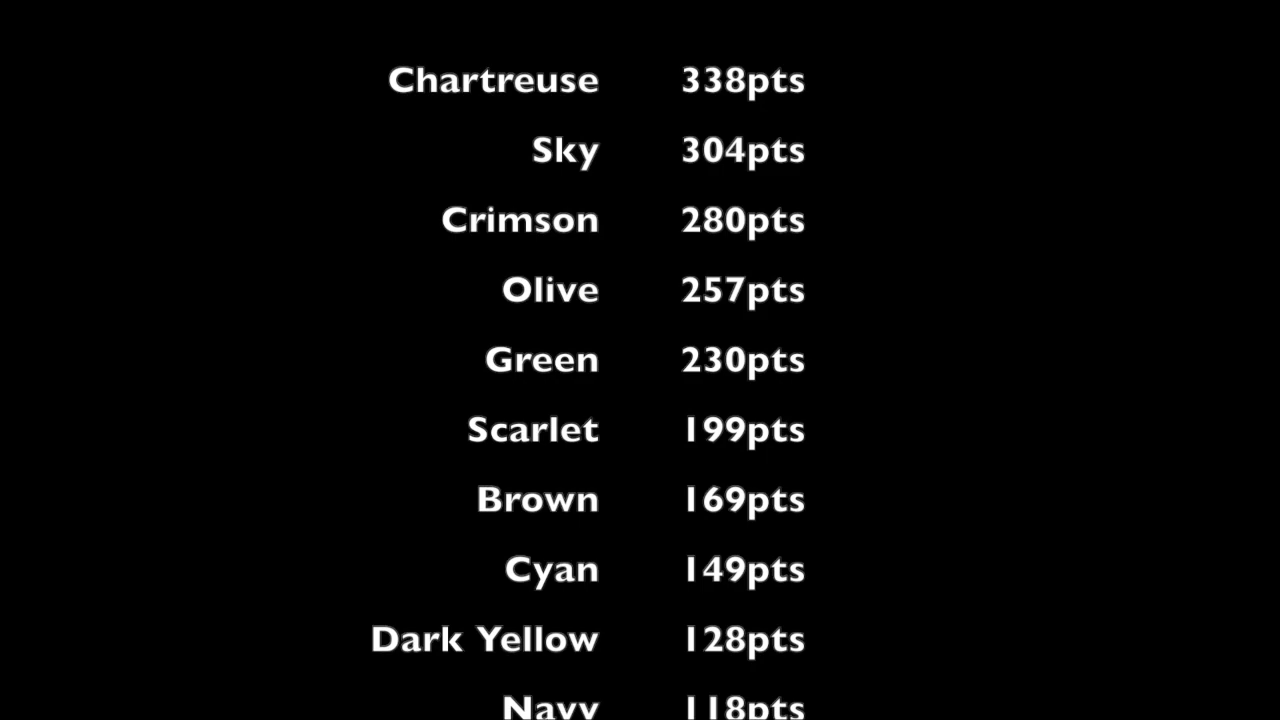 Chartreuse 338pts
Sky 304pts
Crimson 280pts
Olive 257pts
Green 230pts
Scarlet 199pts
Brown 169pts
Cyan 149pts
Dark Yellow 128pts
Navy 118pts